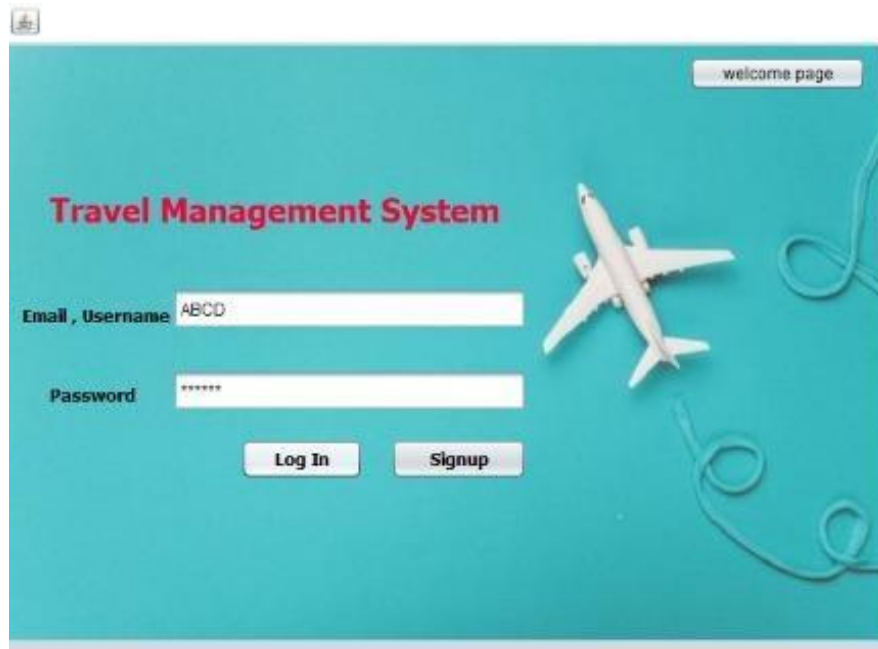 welcome page
Travel Management System
Email , Username ABCD
Password ******
Log In Signup